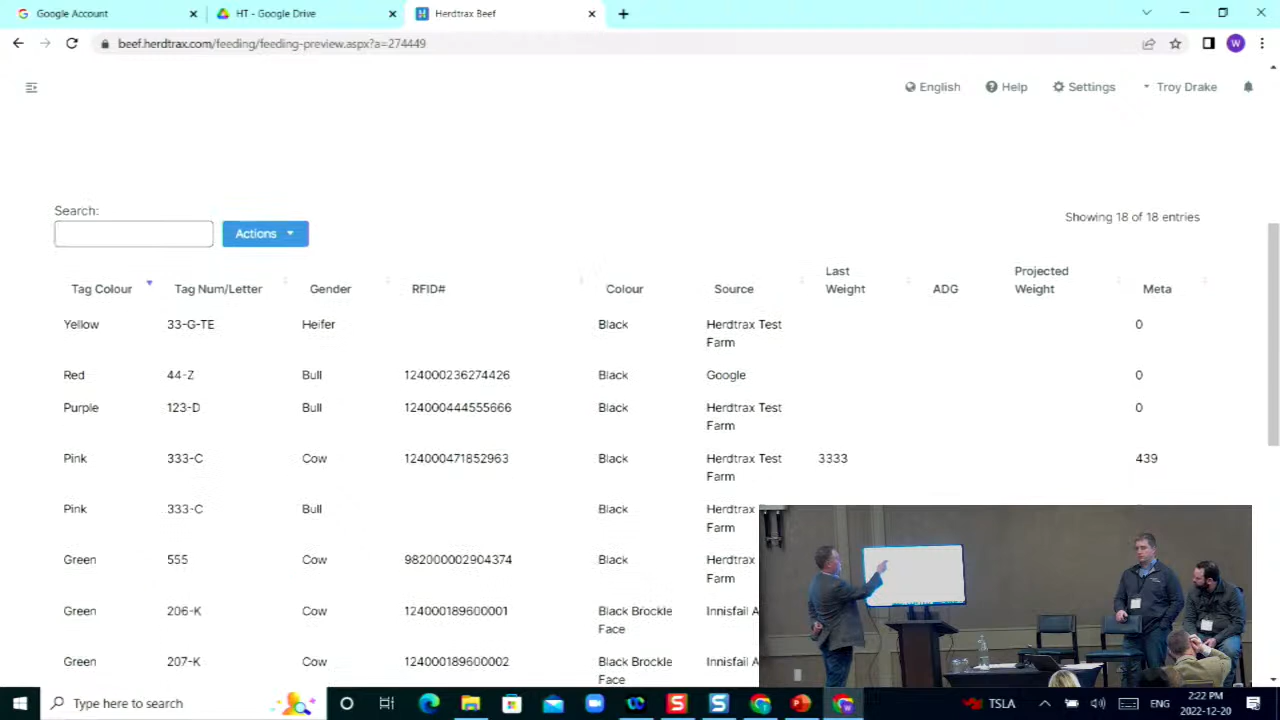 Google Account
HT - Google Drive
Herdtrax Beef
beef.herdtrax.com/feeding/feeding-preview.aspx?a=274449
W
English
Help
Settings
Troy Drake
Search:
Actions
Showing 18 of 18 entries
Tag Colour Tag Num/Letter Gender RFID# Colour Source Last Weight ADG Projected Weight Meta
Yellow 33-G-TE Heifer Black Herdtrax Test Farm 0
Red 44-Z Bull 124000236274426 Black Google 0
Purple 123-D Bull 124000444555666 Black Herdtrax Test Farm 0
Pink 333-C Cow 124000471852963 Black Herdtrax Test Farm 3333 439
Pink 333-C Bull Black Herdtrax Farm
Green 555 Cow 982000002904374 Black Herdtrax Farm
Green 206-K Cow 124000189600001 Black Brockle Face Innisfail A
Green 207-K Cow 124000189600002 Black Brockle Face Innisfail A
Type here to search
TSLA
ENG
2:22 PM
2022-12-20